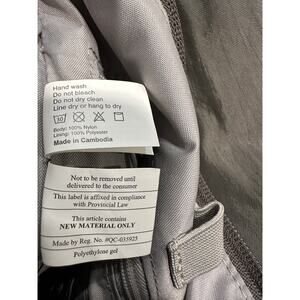 Hand wash
Do not bleach
Do not dry clean
Line dry or hang to dry
30
Body: 100% Nylon
Lining: 100% Polyester
Made in Cambodia
Not to be removed until
delivered to the consumer
This label is affixed in compliance
with Provincial Law
This article contains
NEW MATERIAL ONLY
Made by Reg. No. #QC-035925
Polyethylose gel